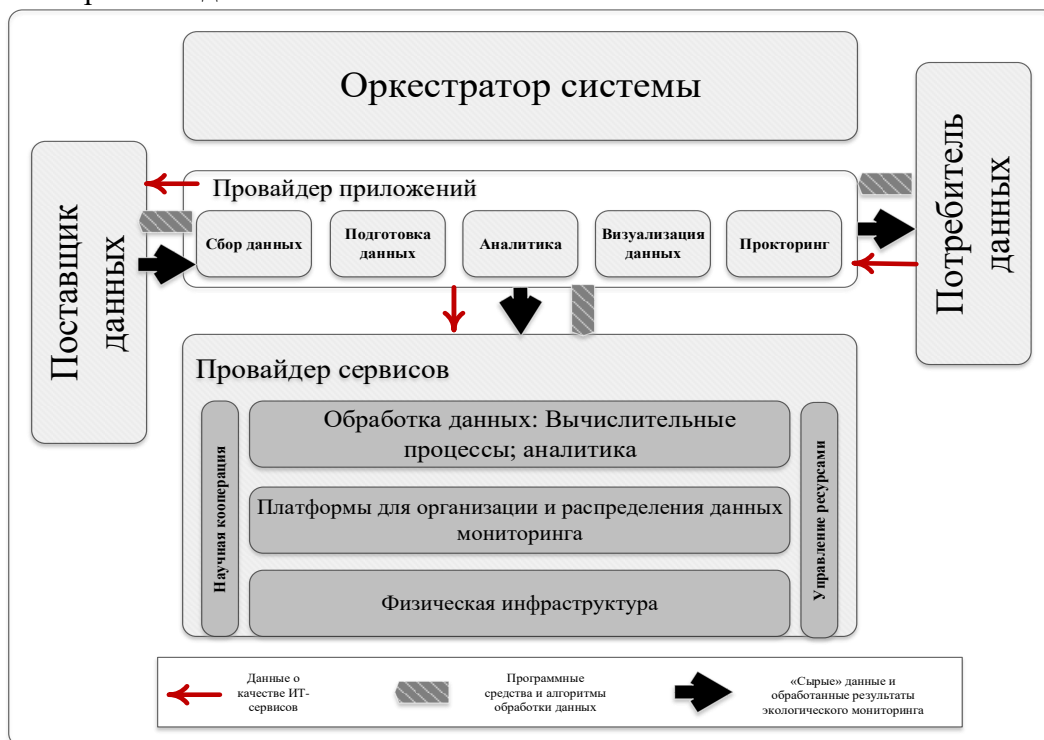 Оркестратор системы
Поставщик
данных
Потребитель
данных
Провайдер приложений
Сбор данных
Подготовка
данных
Аналитика
Визуализация
данных
Прокторинг
Провайдер сервисов
Научная кооперация
Обработка данных: Вычислительные
процессы; аналитика
Платформы для организации и распределения данных
мониторинга
Физическая инфраструктура
Управление ресурсами
Данные о
качестве ИТ-
сервисов
Программные
средства и алгоритмы
обработки данных
«Сырые» данные и
обработанные результаты
экологического мониторинга